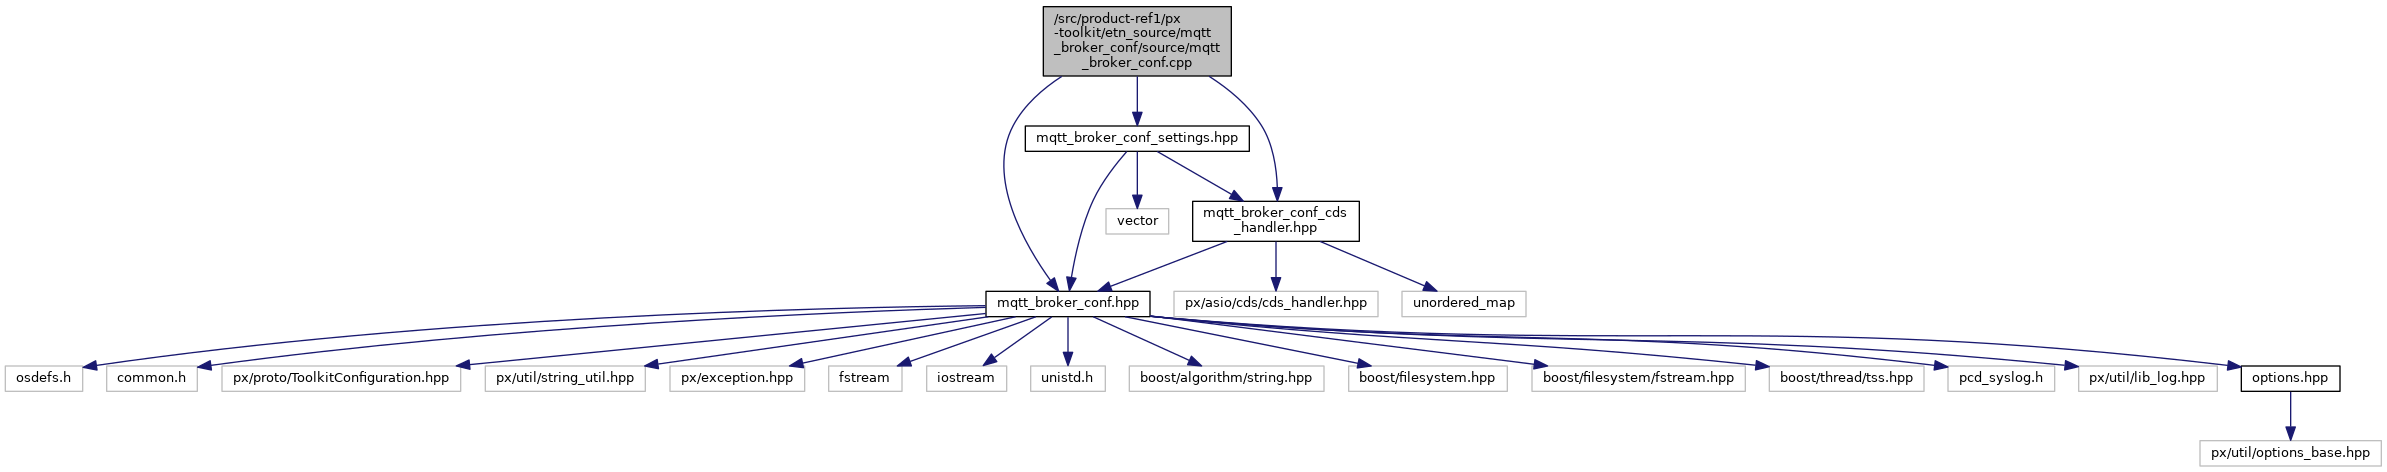 /src/product-ref1/px
-toolkit/etn_source/mqtt
_broker_conf/source/mqtt
_broker_conf.cpp
mqtt_broker_conf_settings.hpp
vector
mqtt_broker_conf_cds
_handler.hpp
mqtt_broker_conf.hpp
px/asio/cds/cds_handler.hpp
unordered_map
osdefs.h
common.h
px/proto/ToolkitConfiguration.hpp
px/util/string_util.hpp
px/exception.hpp
fstream
iostream
unistd.h
boost/algorithm/string.hpp
boost/filesystem.hpp
boost/filesystem/fstream.hpp
boost/thread/tss.hpp
pcd_syslog.h
px/util/lib_log.hpp
options.hpp
px/util/options_base.hpp